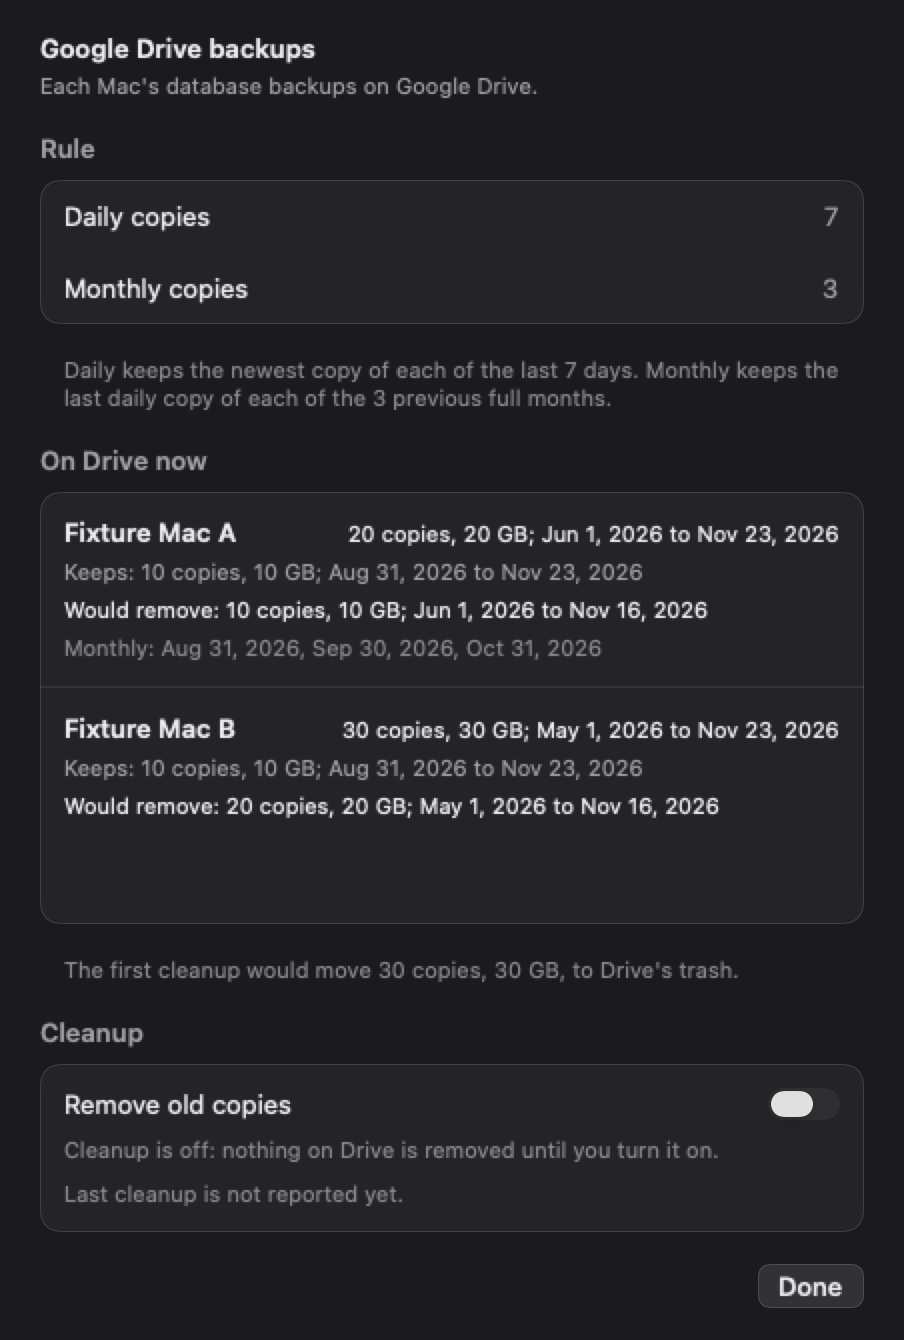 Google Drive backups
Each Mac's database backups on Google Drive.
Rule
Daily copies 7
Monthly copies 3
Daily keeps the newest copy of each of the last 7 days. Monthly keeps the
last daily copy of each of the 3 previous full months.
On Drive now
Fixture Mac A 20 copies, 20 GB; Jun 1, 2026 to Nov 23, 2026
Keeps: 10 copies, 10 GB; Aug 31, 2026 to Nov 23, 2026
Would remove: 10 copies, 10 GB; Jun 1, 2026 to Nov 16, 2026
Monthly: Aug 31, 2026, Sep 30, 2026, Oct 31, 2026
Fixture Mac B 30 copies, 30 GB; May 1, 2026 to Nov 23, 2026
Keeps: 10 copies, 10 GB; Aug 31, 2026 to Nov 23, 2026
Would remove: 20 copies, 20 GB; May 1, 2026 to Nov 16, 2026
The first cleanup would move 30 copies, 30 GB, to Drive's trash.
Cleanup
Remove old copies
Cleanup is off: nothing on Drive is removed until you turn it on.
Last cleanup is not reported yet.
Done